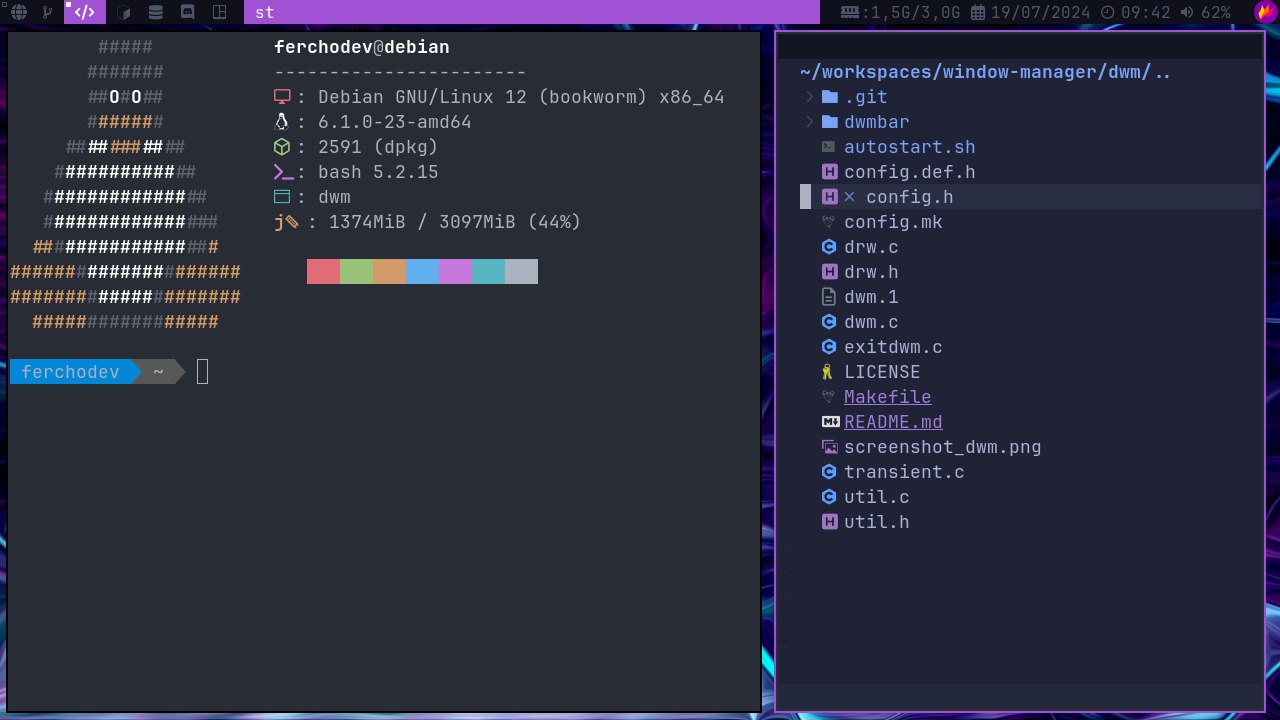 st :1,5G/3,0G 19/07/2024 09:42 62%
#####
#######
##O#O##
#######
###########
#############
###############
################
#################
#####################
#####################
#################
ferchodev@debian
-----------------------
: Debian GNU/Linux 12 (bookworm) x86_64
: 6.1.0-23-amd64
: 2591 (dpkg)
: bash 5.2.15
: dwm
: 1374MiB / 3097MiB (44%)
ferchodev ~
~/workspaces/window-manager/dwm/..
.git
dwmbar
autostart.sh
config.def.h
config.h
config.mk
drw.c
drw.h
dwm.1
dwm.c
exitdwm.c
LICENSE
Makefile
README.md
screenshot_dwm.png
transient.c
util.c
util.h